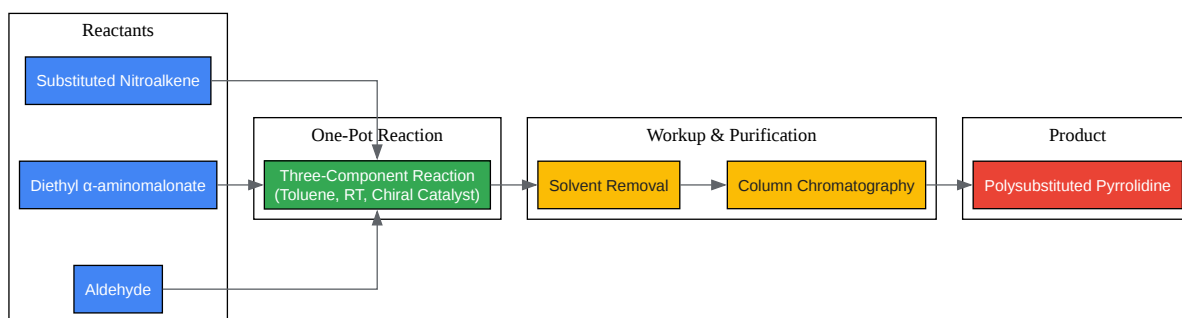 Reactants
Substituted Nitroalkene
Diethyl α-aminomalonate
Aldehyde
One-Pot Reaction
Three-Component Reaction
(Toluene, RT, Chiral Catalyst)
Workup & Purification
Solvent Removal
Column Chromatography
Product
Polysubstituted Pyrrolidine